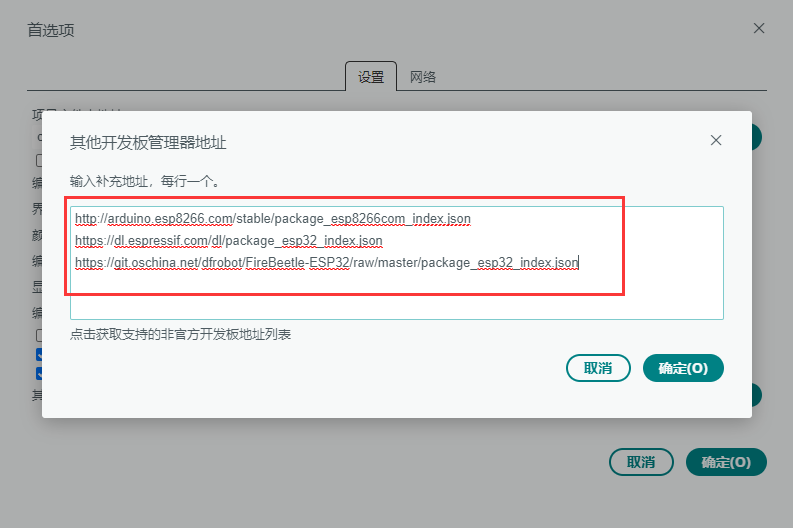 首选项
设置
网络
其他开发板管理器地址
输入补充地址，每行一个。
http://arduino.esp8266.com/stable/package_esp8266com_index.json
https://dl.espressif.com/dl/package_esp32_index.json
https://git.oschina.net/dfrobot/FireBeetle-ESP32/raw/master/package_esp32_index.json
点击获取支持的非官方开发板地址列表
取消
确定(O)
取消
确定(O)